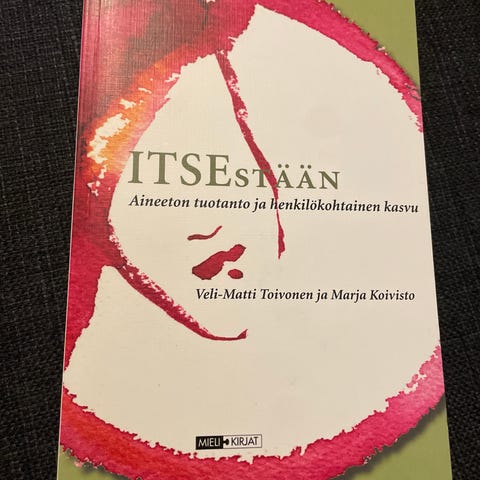 ITSEstään
Aineeton tuotanto ja henkilökohtainen kasvu
Veli-Matti Toivonen ja Marja Koivisto
MIELI KIRJAT